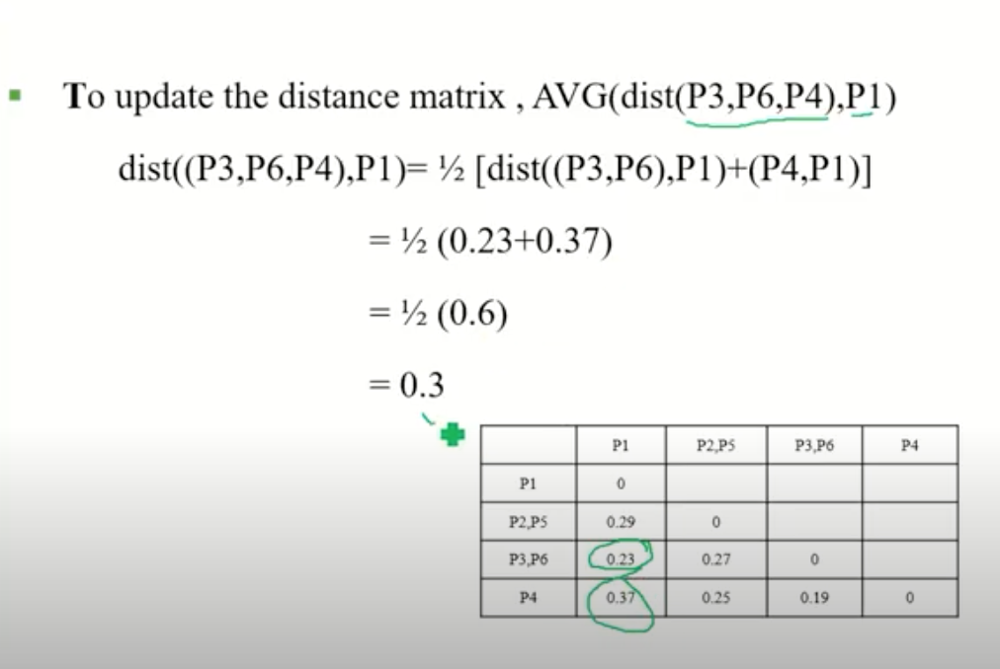 To update the distance matrix , AVG(dist(P3,P6,P4),P1)
dist((P3,P6,P4),P1)= ½ [dist((P3,P6),P1)+(P4,P1)]
= ½ (0.23+0.37)
= ½ (0.6)
= 0.3
P1 P2,P5 P3,P6 P4
P1 0
P2,P5 0.29 0
P3,P6 0.23 0.27 0
P4 0.37 0.25 0.19 0